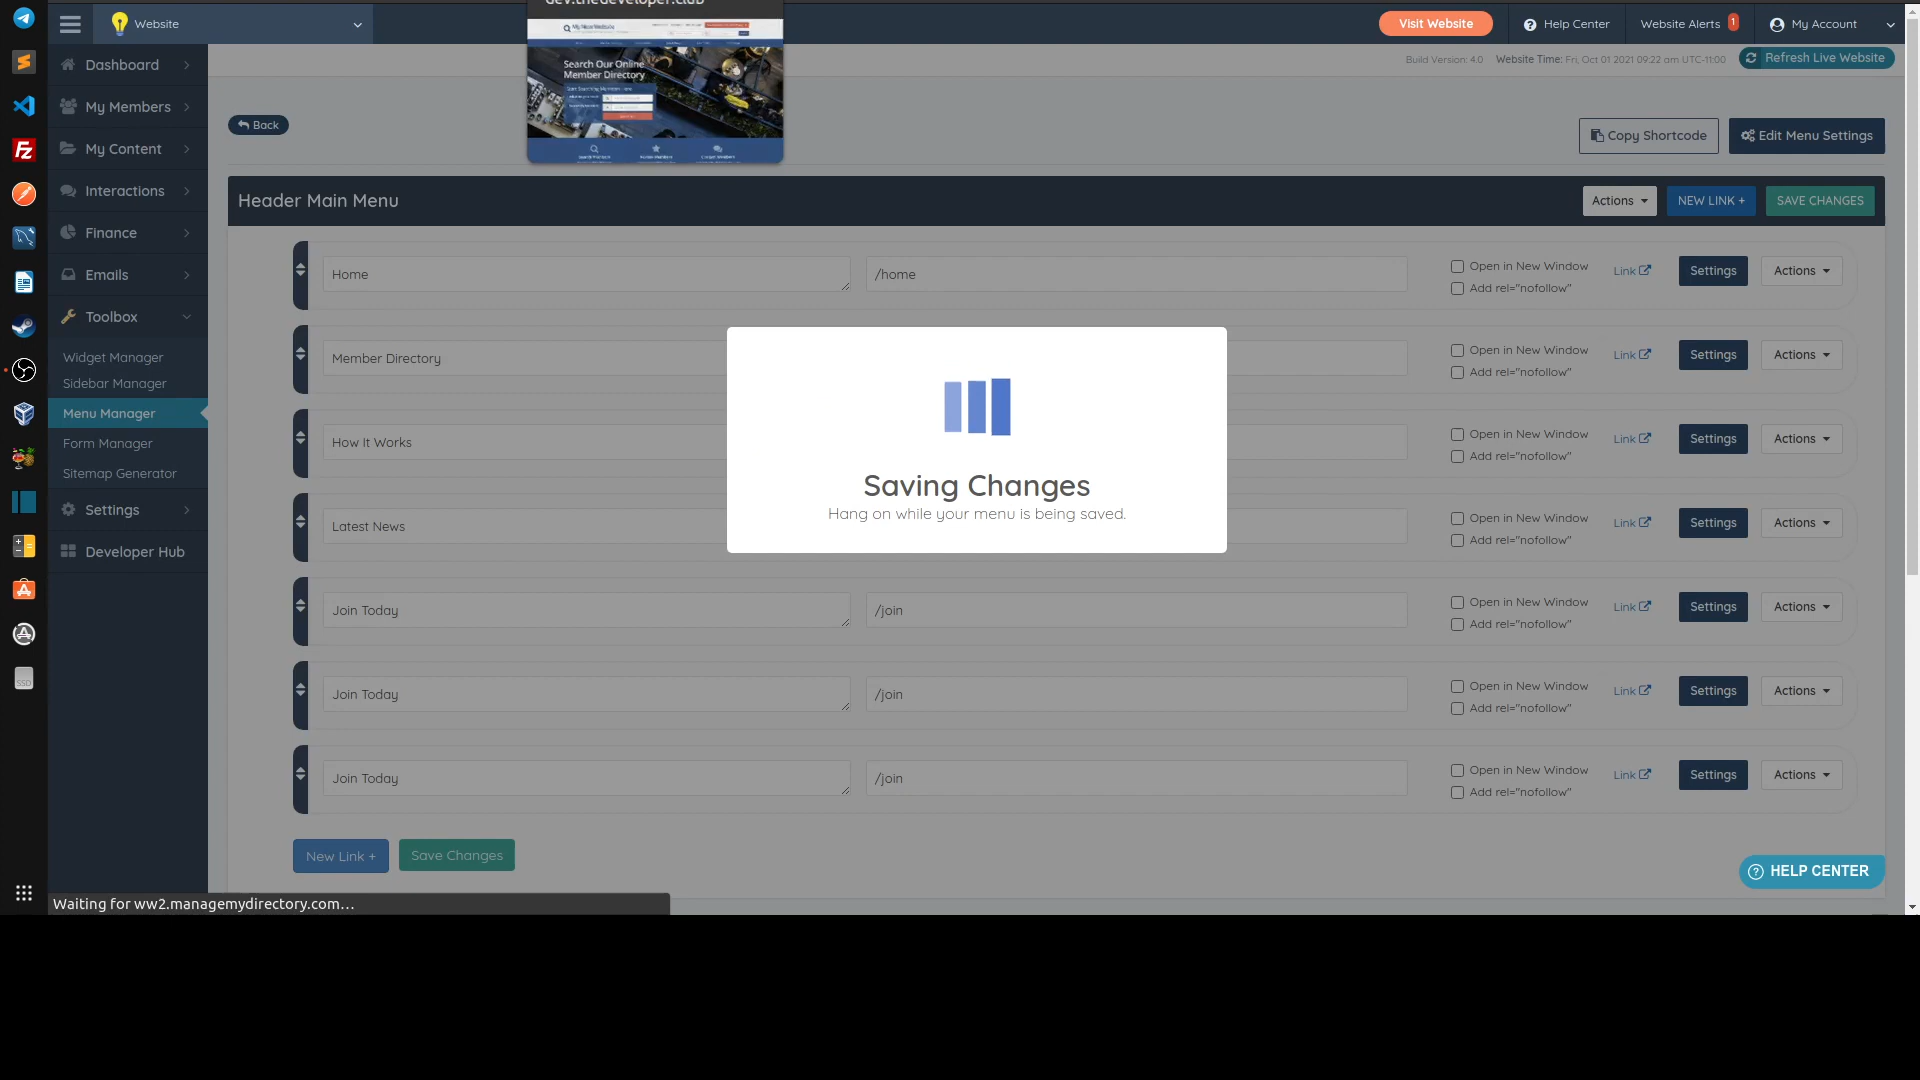 dev.thedeveloper.club
Website
Visit Website
Help Center
Website Alerts 1
My Account
My New Website
Search Our Online
Member Directory
Build Version: 4.0 Website Time: Fri, Oct 01 2021 09:22 am UTC-11:00
Refresh Live Website
Dashboard
My Members
My Content
Interactions
Finance
Emails
Toolbox
Widget Manager
Sidebar Manager
Menu Manager
Form Manager
Sitemap Generator
Settings
Developer Hub
Back
Copy Shortcode
Edit Menu Settings
Header Main Menu
Actions
NEW LINK +
SAVE CHANGES
Home
/home
Open in New Window
Add rel="nofollow"
Link
Settings
Actions
Member Directory
Open in New Window
Add rel="nofollow"
Link
Settings
Actions
How It Works
Open in New Window
Add rel="nofollow"
Link
Settings
Actions
Latest News
Open in New Window
Add rel="nofollow"
Link
Settings
Actions
Saving Changes
Hang on while your menu is being saved.
Join Today
/join
Open in New Window
Add rel="nofollow"
Link
Settings
Actions
Join Today
/join
Open in New Window
Add rel="nofollow"
Link
Settings
Actions
Join Today
/join
Open in New Window
Add rel="nofollow"
Link
Settings
Actions
New Link +
Save Changes
HELP CENTER
Waiting for ww2.managemydirectory.com…
SSD